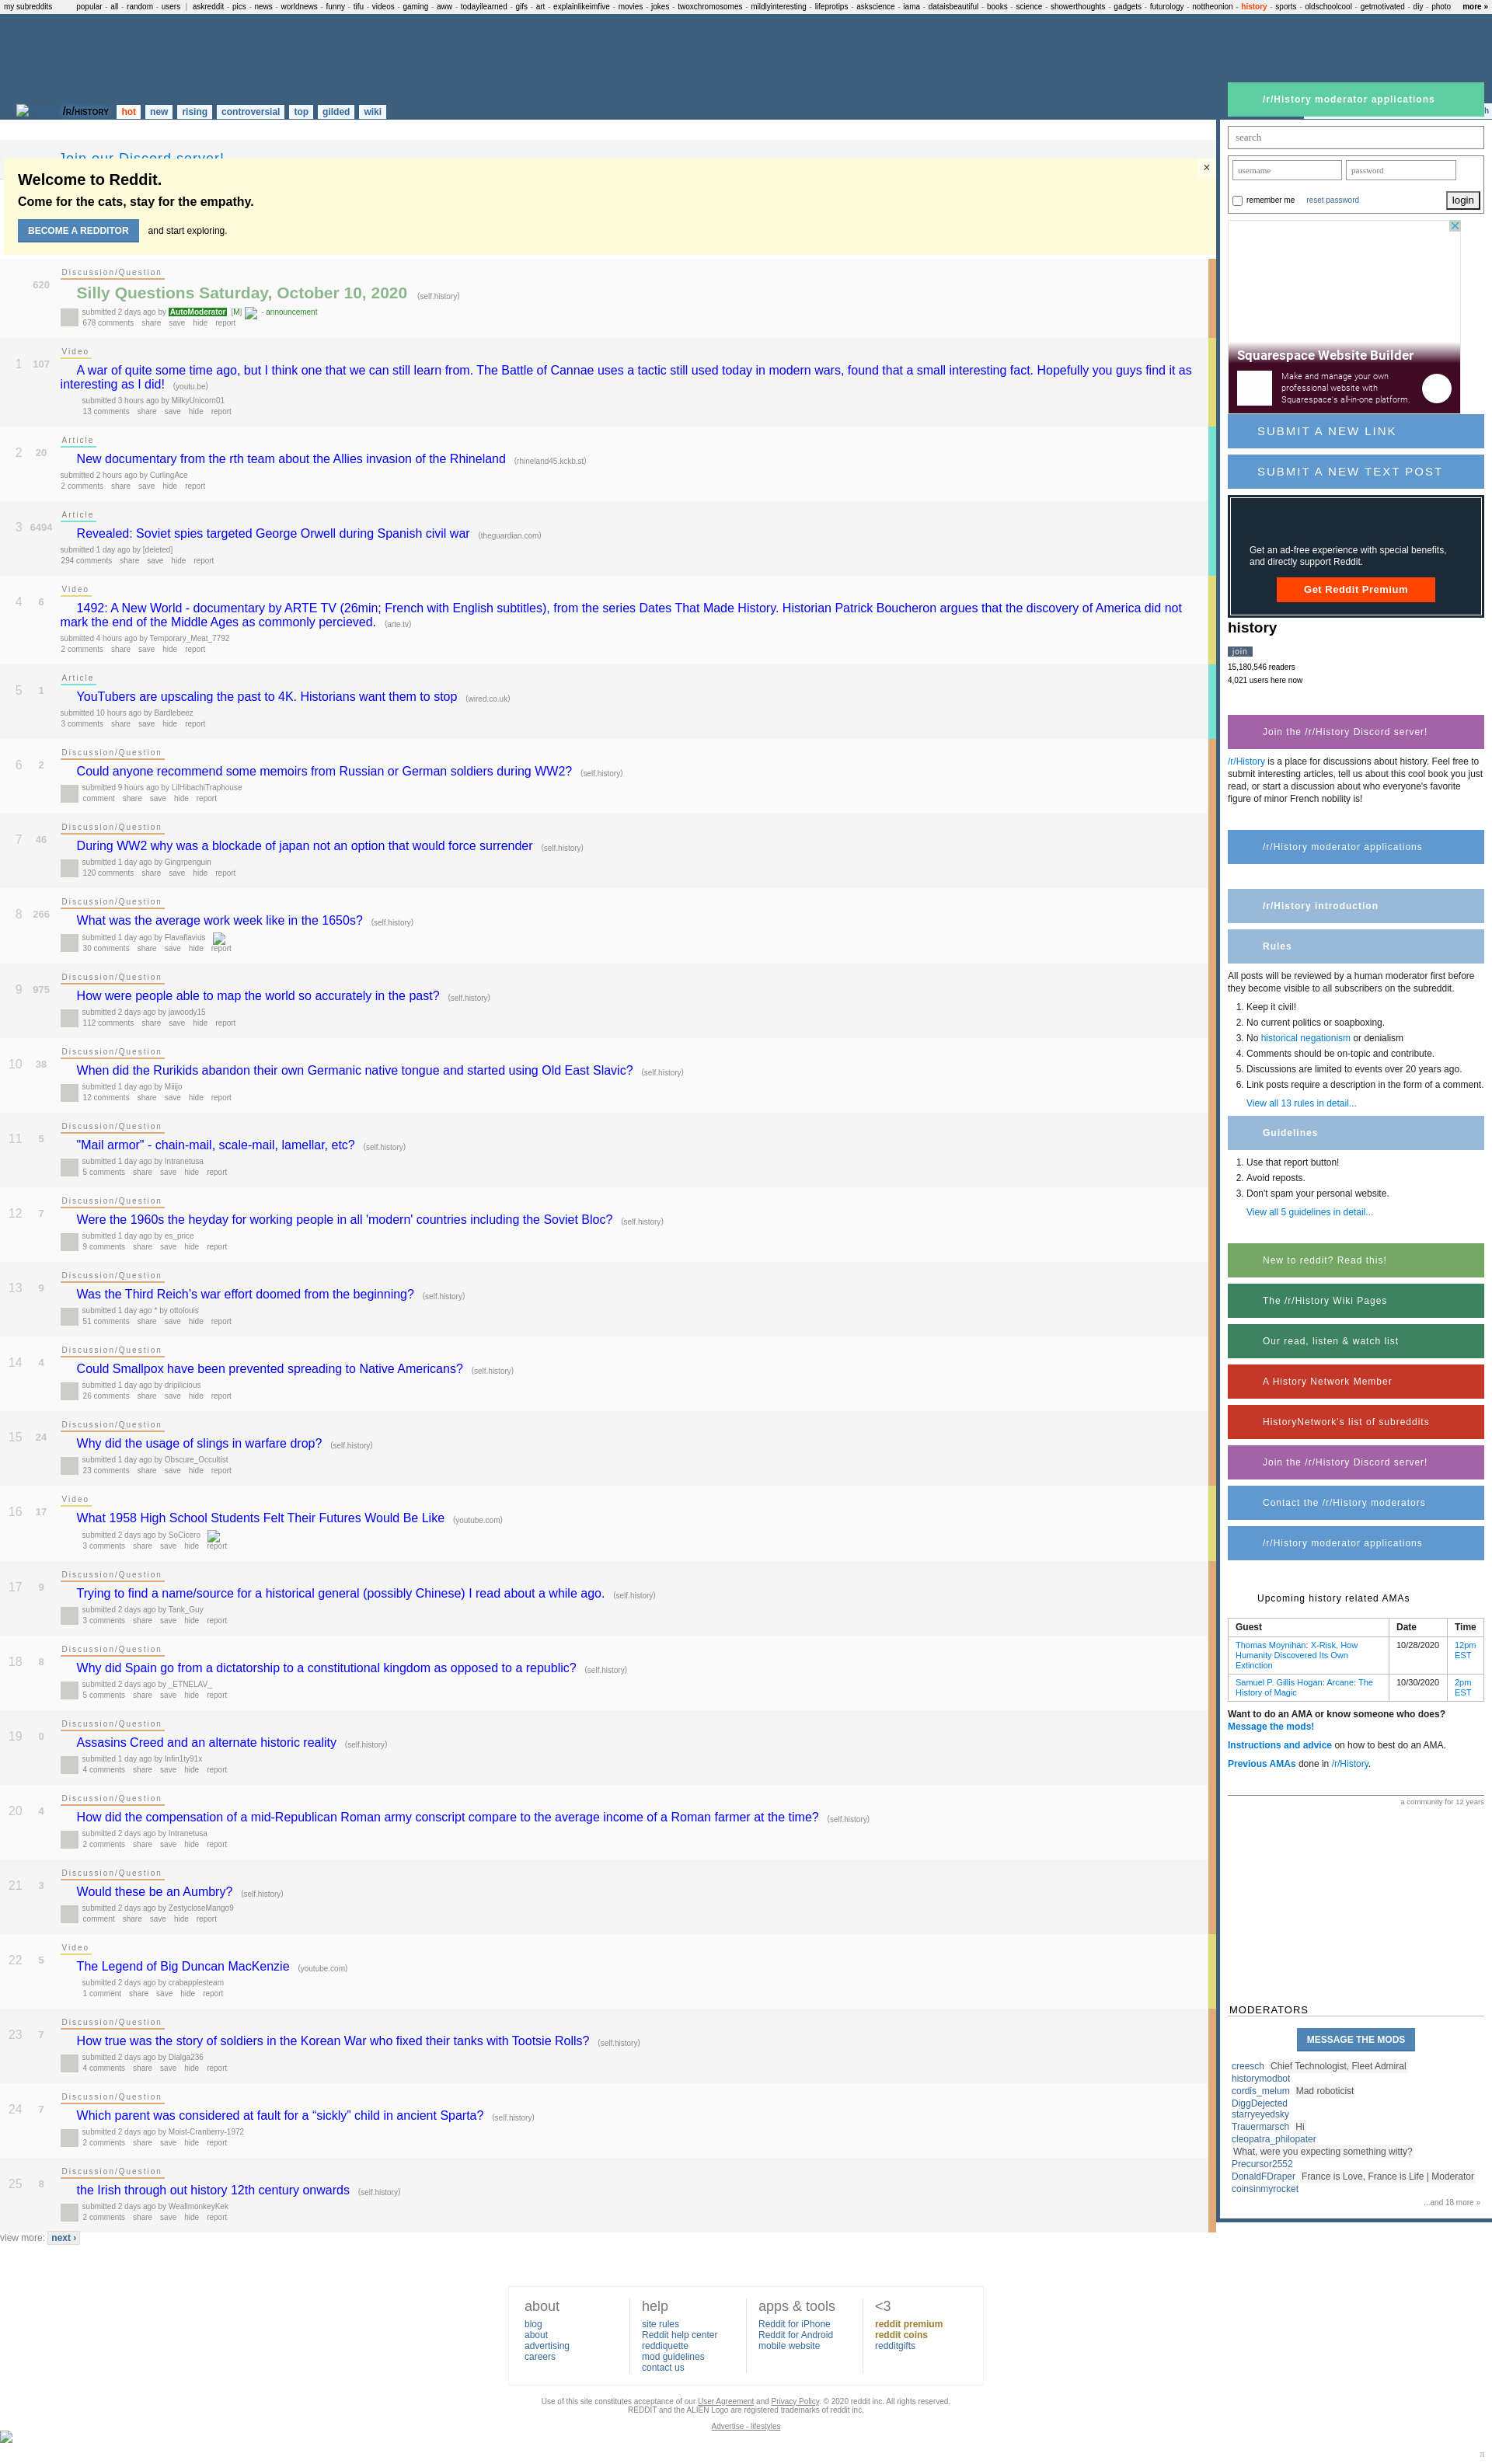 my subreddits popular - all - random - users | askreddit - pics - news - worldnews - funny - tifu - videos - gaming - aww - todayilearned - gifs - art - explainlikeimfive - movies - jokes - twoxchromosomes - mildlyinteresting - lifeprotips - askscience - iama - dataisbeautiful - books - science - showerthoughts - gadgets - futurology - nottheonion - history - sports - oldschoolcool - getmotivated - diy - photo more »
/r/history hot new rising controversial top gilded wiki
Join our Discord server!
Welcome to Reddit.
×
Come for the cats, stay for the empathy.
BECOME A REDDITOR and start exploring.
Discussion/Question
620
Silly Questions Saturday, October 10, 2020 (self.history)
submitted 2 days ago by AutoModerator [M] - announcement
678 comments share save hide report
Video
1 107
A war of quite some time ago, but I think one that we can still learn from. The Battle of Cannae uses a tactic still used today in modern wars, found that a small interesting fact. Hopefully you guys find it as
interesting as I did! (youtu.be)
submitted 3 hours ago by MilkyUnicorn01
13 comments share save hide report
Article
2 20
New documentary from the rth team about the Allies invasion of the Rhineland (rhineland45.kckb.st)
submitted 2 hours ago by CurlingAce
2 comments share save hide report
Article
3 6494
Revealed: Soviet spies targeted George Orwell during Spanish civil war (theguardian.com)
submitted 1 day ago by [deleted]
294 comments share save hide report
Video
4 6
1492: A New World - documentary by ARTE TV (26min; French with English subtitles), from the series Dates That Made History. Historian Patrick Boucheron argues that the discovery of America did not
mark the end of the Middle Ages as commonly percieved. (arte.tv)
submitted 4 hours ago by Temporary_Meat_7792
2 comments share save hide report
Article
5 1
YouTubers are upscaling the past to 4K. Historians want them to stop (wired.co.uk)
submitted 10 hours ago by Bardlebeez
3 comments share save hide report
Discussion/Question
6 2
Could anyone recommend some memoirs from Russian or German soldiers during WW2? (self.history)
submitted 9 hours ago by LilHibachiTraphouse
comment share save hide report
Discussion/Question
7 46
During WW2 why was a blockade of japan not an option that would force surrender (self.history)
submitted 1 day ago by Gingrpenguin
120 comments share save hide report
Discussion/Question
8 266
What was the average work week like in the 1650s? (self.history)
submitted 1 day ago by Flavaflavius
30 comments share save hide report
Discussion/Question
9 975
How were people able to map the world so accurately in the past? (self.history)
submitted 2 days ago by jawoody15
112 comments share save hide report
Discussion/Question
10 38
When did the Rurikids abandon their own Germanic native tongue and started using Old East Slavic? (self.history)
submitted 1 day ago by Miiijo
12 comments share save hide report
Discussion/Question
11 5
"Mail armor" - chain-mail, scale-mail, lamellar, etc? (self.history)
submitted 1 day ago by Intranetusa
5 comments share save hide report
Discussion/Question
12 7
Were the 1960s the heyday for working people in all 'modern' countries including the Soviet Bloc? (self.history)
submitted 1 day ago by es_price
9 comments share save hide report
Discussion/Question
13 9
Was the Third Reich’s war effort doomed from the beginning? (self.history)
submitted 1 day ago * by ottolouis
51 comments share save hide report
Discussion/Question
14 4
Could Smallpox have been prevented spreading to Native Americans? (self.history)
submitted 1 day ago by dripilicious
26 comments share save hide report
Discussion/Question
15 24
Why did the usage of slings in warfare drop? (self.history)
submitted 1 day ago by Obscure_Occultist
23 comments share save hide report
Video
16 17
What 1958 High School Students Felt Their Futures Would Be Like (youtube.com)
submitted 2 days ago by SoCicero
3 comments share save hide report
Discussion/Question
17 9
Trying to find a name/source for a historical general (possibly Chinese) I read about a while ago. (self.history)
submitted 2 days ago by Tank_Guy
3 comments share save hide report
Discussion/Question
18 8
Why did Spain go from a dictatorship to a constitutional kingdom as opposed to a republic? (self.history)
submitted 2 days ago by _ETNELAV_
5 comments share save hide report
Discussion/Question
19 0
Assasins Creed and an alternate historic reality (self.history)
submitted 1 day ago by Infin1ty91x
4 comments share save hide report
Discussion/Question
20 4
How did the compensation of a mid-Republican Roman army conscript compare to the average income of a Roman farmer at the time? (self.history)
submitted 2 days ago by Intranetusa
2 comments share save hide report
Discussion/Question
21 3
Would these be an Aumbry? (self.history)
submitted 2 days ago by ZestycloseMango9
comment share save hide report
Video
22 5
The Legend of Big Duncan MacKenzie (youtube.com)
submitted 2 days ago by crabapplesteam
1 comment share save hide report
Discussion/Question
23 7
How true was the story of soldiers in the Korean War who fixed their tanks with Tootsie Rolls? (self.history)
submitted 2 days ago by Dialga236
4 comments share save hide report
Discussion/Question
24 7
Which parent was considered at fault for a “sickly” child in ancient Sparta? (self.history)
submitted 2 days ago by Moist-Cranberry-1972
2 comments share save hide report
Discussion/Question
25 8
the Irish through out history 12th century onwards (self.history)
submitted 2 days ago by WeallmonkeyKek
2 comments share save hide report
view more: next ›
/r/History moderator applications
search
username password
remember me reset password login
Squarespace Website Builder
Make and manage your own
professional website with
Squarespace's all-in-one platform.
SUBMIT A NEW LINK
SUBMIT A NEW TEXT POST
Get an ad-free experience with special benefits,
and directly support Reddit.
Get Reddit Premium
history
join
15,180,546 readers
4,021 users here now
Join the /r/History Discord server!
/r/History is a place for discussions about history. Feel free to
submit interesting articles, tell us about this cool book you just
read, or start a discussion about who everyone's favorite
figure of minor French nobility is!
/r/History moderator applications
/r/History introduction
Rules
All posts will be reviewed by a human moderator first before
they become visible to all subscribers on the subreddit.
1. Keep it civil!
2. No current politics or soapboxing.
3. No historical negationism or denialism
4. Comments should be on-topic and contribute.
5. Discussions are limited to events over 20 years ago.
6. Link posts require a description in the form of a comment.
View all 13 rules in detail...
Guidelines
1. Use that report button!
2. Avoid reposts.
3. Don't spam your personal website.
View all 5 guidelines in detail...
New to reddit? Read this!
The /r/History Wiki Pages
Our read, listen & watch list
A History Network Member
HistoryNetwork's list of subreddits
Join the /r/History Discord server!
Contact the /r/History moderators
/r/History moderator applications
Upcoming history related AMAs
Guest Date Time
Thomas Moynihan: X-Risk, How 10/28/2020 12pm
Humanity Discovered Its Own EST
Extinction
Samuel P. Gillis Hogan: Arcane: The 10/30/2020 2pm
History of Magic EST
Want to do an AMA or know someone who does?
Message the mods!
Instructions and advice on how to best do an AMA.
Previous AMAs done in /r/History.
a community for 12 years
MODERATORS
MESSAGE THE MODS
creesch Chief Technologist, Fleet Admiral
historymodbot
cordis_melum Mad roboticist
DiggDejected
starryeyedsky
Trauermarsch Hi
cleopatra_philopater
What, were you expecting something witty?
Precursor2552
DonaldFDraper France is Love, France is Life | Moderator
coinsinmyrocket
...and 18 more »
about
blog
about
advertising
careers
help
site rules
Reddit help center
reddiquette
mod guidelines
contact us
apps & tools
Reddit for iPhone
Reddit for Android
mobile website
<3
reddit premium
reddit coins
redditgifts
Use of this site constitutes acceptance of our User Agreement and Privacy Policy. © 2020 reddit inc. All rights reserved.
REDDIT and the ALIEN Logo are registered trademarks of reddit inc.
Advertise - lifestyles
π